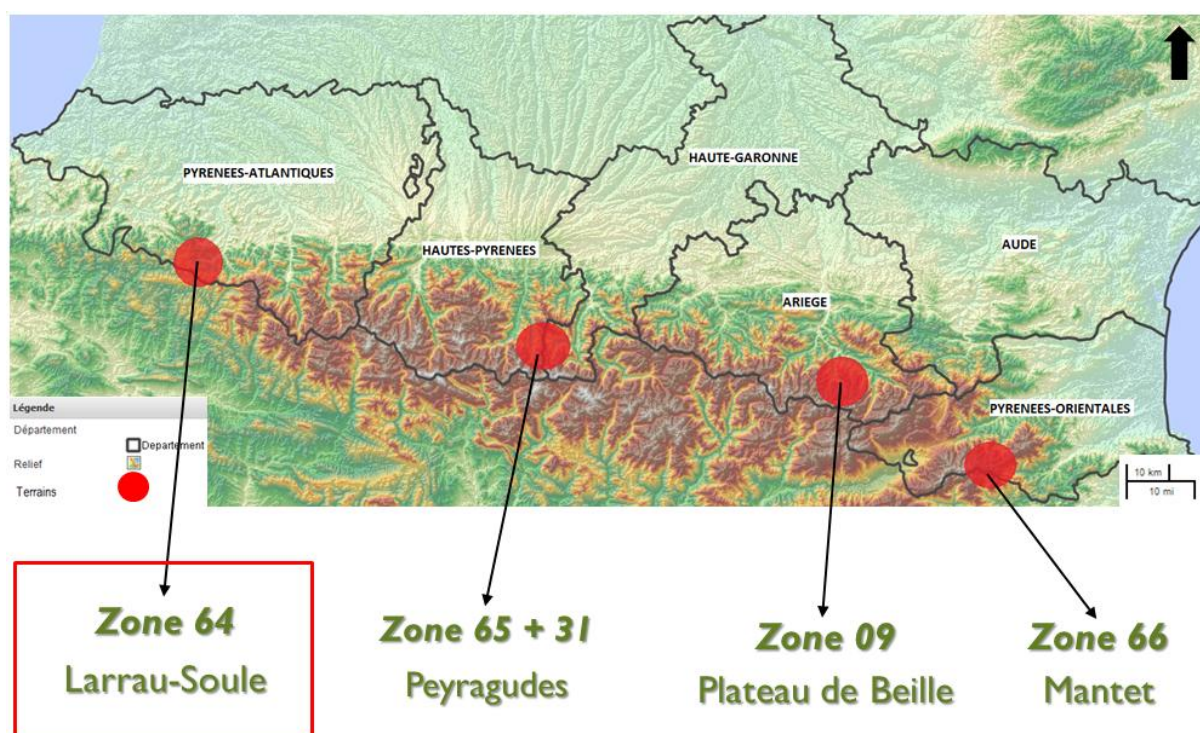 PYRENEES-ATLANTIQUES
HAUTE-GARONNE
HAUTES-PYRENEES
AUDE
ARIEGE
PYRENEES-ORIENTALES
Légende
Département
Departement
Relief
Terrains
10 km
10 mi
Zone 64
Larrau-Soule
Zone 65 + 31
Peyragudes
Zone 09
Plateau de Beille
Zone 66
Mantet